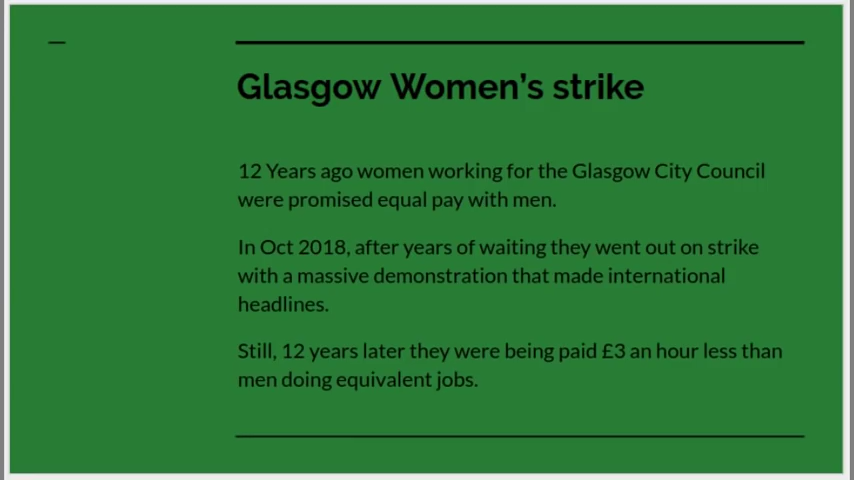 Glasgow Women’s strike
12 Years ago women working for the Glasgow City Council
were promised equal pay with men.
In Oct 2018, after years of waiting they went out on strike
with a massive demonstration that made international
headlines.
Still, 12 years later they were being paid £3 an hour less than
men doing equivalent jobs.